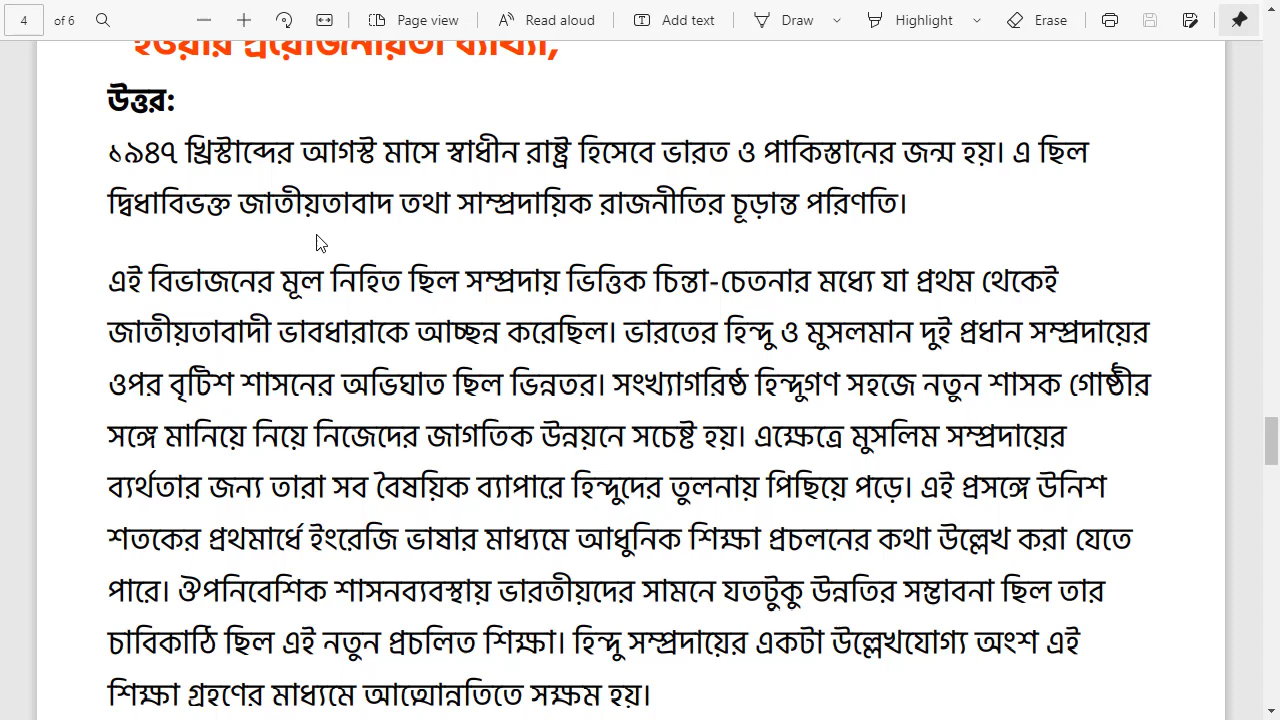 4 of 6 Page view Read aloud Add text Draw Highlight Erase
হওয়ার প্রয়োজনীয়তা ব্যাখ্যা,
উত্তর:
১৯৪৭ খ্রিস্টাব্দের আগস্ট মাসে স্বাধীন রাষ্ট্র হিসেবে ভারত ও পাকিস্তানের জন্ম হয়। এ ছিল
দ্বিধাবিভক্ত জাতীয়তাবাদ তথা সাম্প্রদায়িক রাজনীতির চূড়ান্ত পরিণতি।
এই বিভাজনের মূল নিহিত ছিল সম্প্রদায় ভিত্তিক চিন্তা-চেতনার মধ্যে যা প্রথম থেকেই
জাতীয়তাবাদী ভাবধারাকে আচ্ছন্ন করেছিল। ভারতের হিন্দু ও মুসলমান দুই প্রধান সম্প্রদায়ের
ওপর বৃটিশ শাসনের অভিঘাত ছিল ভিন্নতর। সংখ্যাগরিষ্ঠ হিন্দুগণ সহজে নতুন শাসক গোষ্ঠীর
সঙ্গে মানিয়ে নিয়ে নিজেদের জাগতিক উন্নয়নে সচেষ্ট হয়। এক্ষেত্রে মুসলিম সম্প্রদায়ের
ব্যর্থতার জন্য তারা সব বৈষয়িক ব্যাপারে হিন্দুদের তুলনায় পিছিয়ে পড়ে। এই প্রসঙ্গে উনিশ
শতকের প্রথমার্ধে ইংরেজি ভাষার মাধ্যমে আধুনিক শিক্ষা প্রচলনের কথা উল্লেখ করা যেতে
পারে। ঔপনিবেশিক শাসনব্যবস্থায় ভারতীয়দের সামনে যতটুকু উন্নতির সম্ভাবনা ছিল তার
চাবিকাঠি ছিল এই নতুন প্রচলিত শিক্ষা। হিন্দু সম্প্রদায়ের একটা উল্লেখযোগ্য অংশ এই
শিক্ষা গ্রহণের মাধ্যমে আত্মোন্নতিতে সক্ষম হয়।